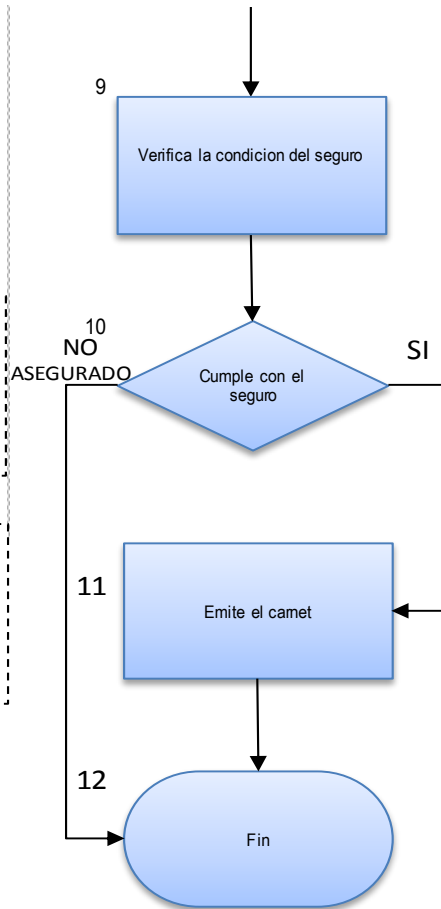 9
Verifica la condicion del seguro
10
NO
ASEGURADO
SI
Cumple con el
seguro
11
Emite el carnet
12
Fin